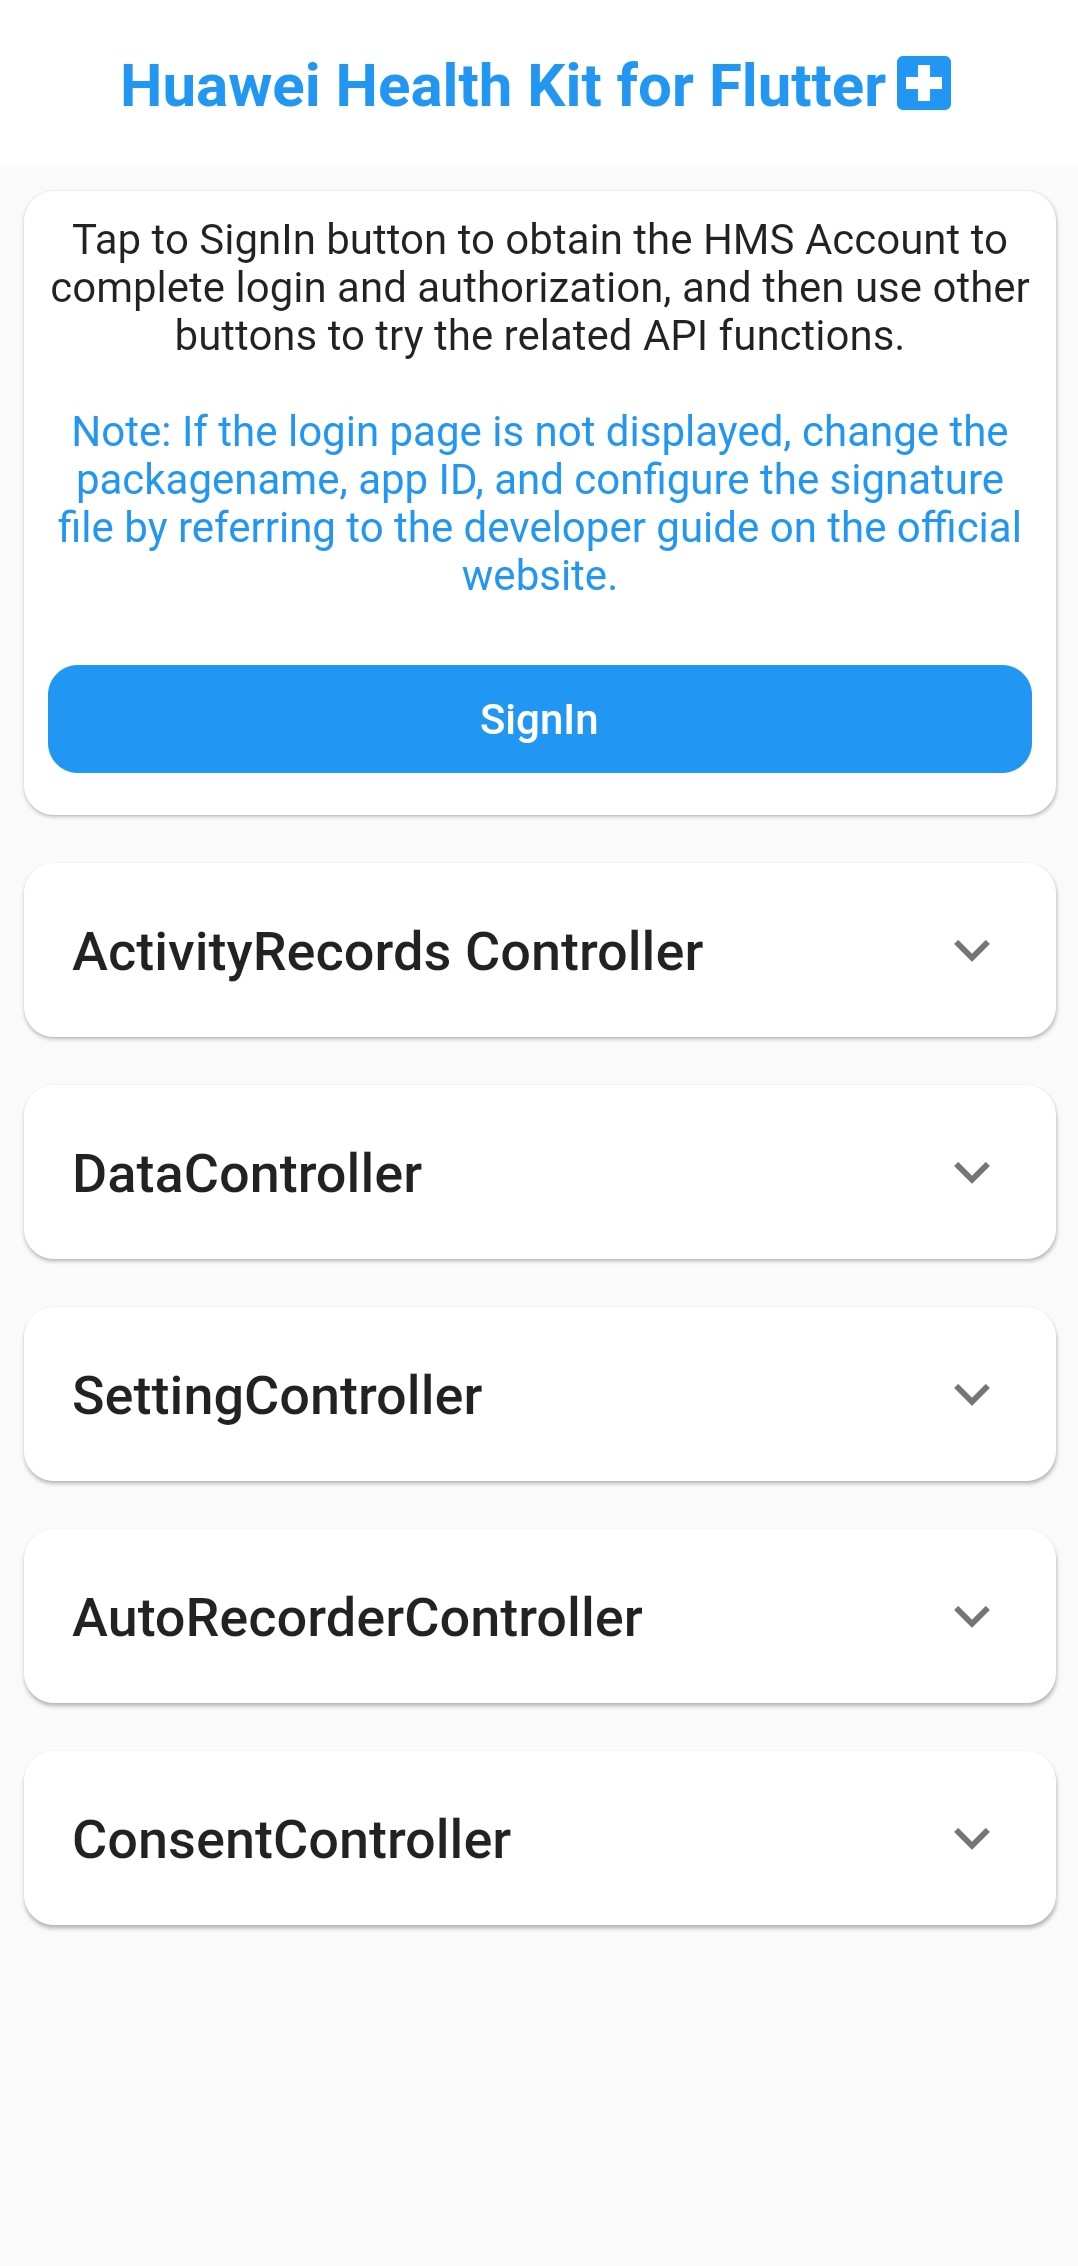 Huawei Health Kit for Flutter
Tap to SignIn button to obtain the HMS Account to
complete login and authorization, and then use other
buttons to try the related API functions.
Note: If the login page is not displayed, change the
packagename, app ID, and configure the signature
file by referring to the developer guide on the official
website.
SignIn
ActivityRecords Controller
DataController
SettingController
AutoRecorderController
ConsentController